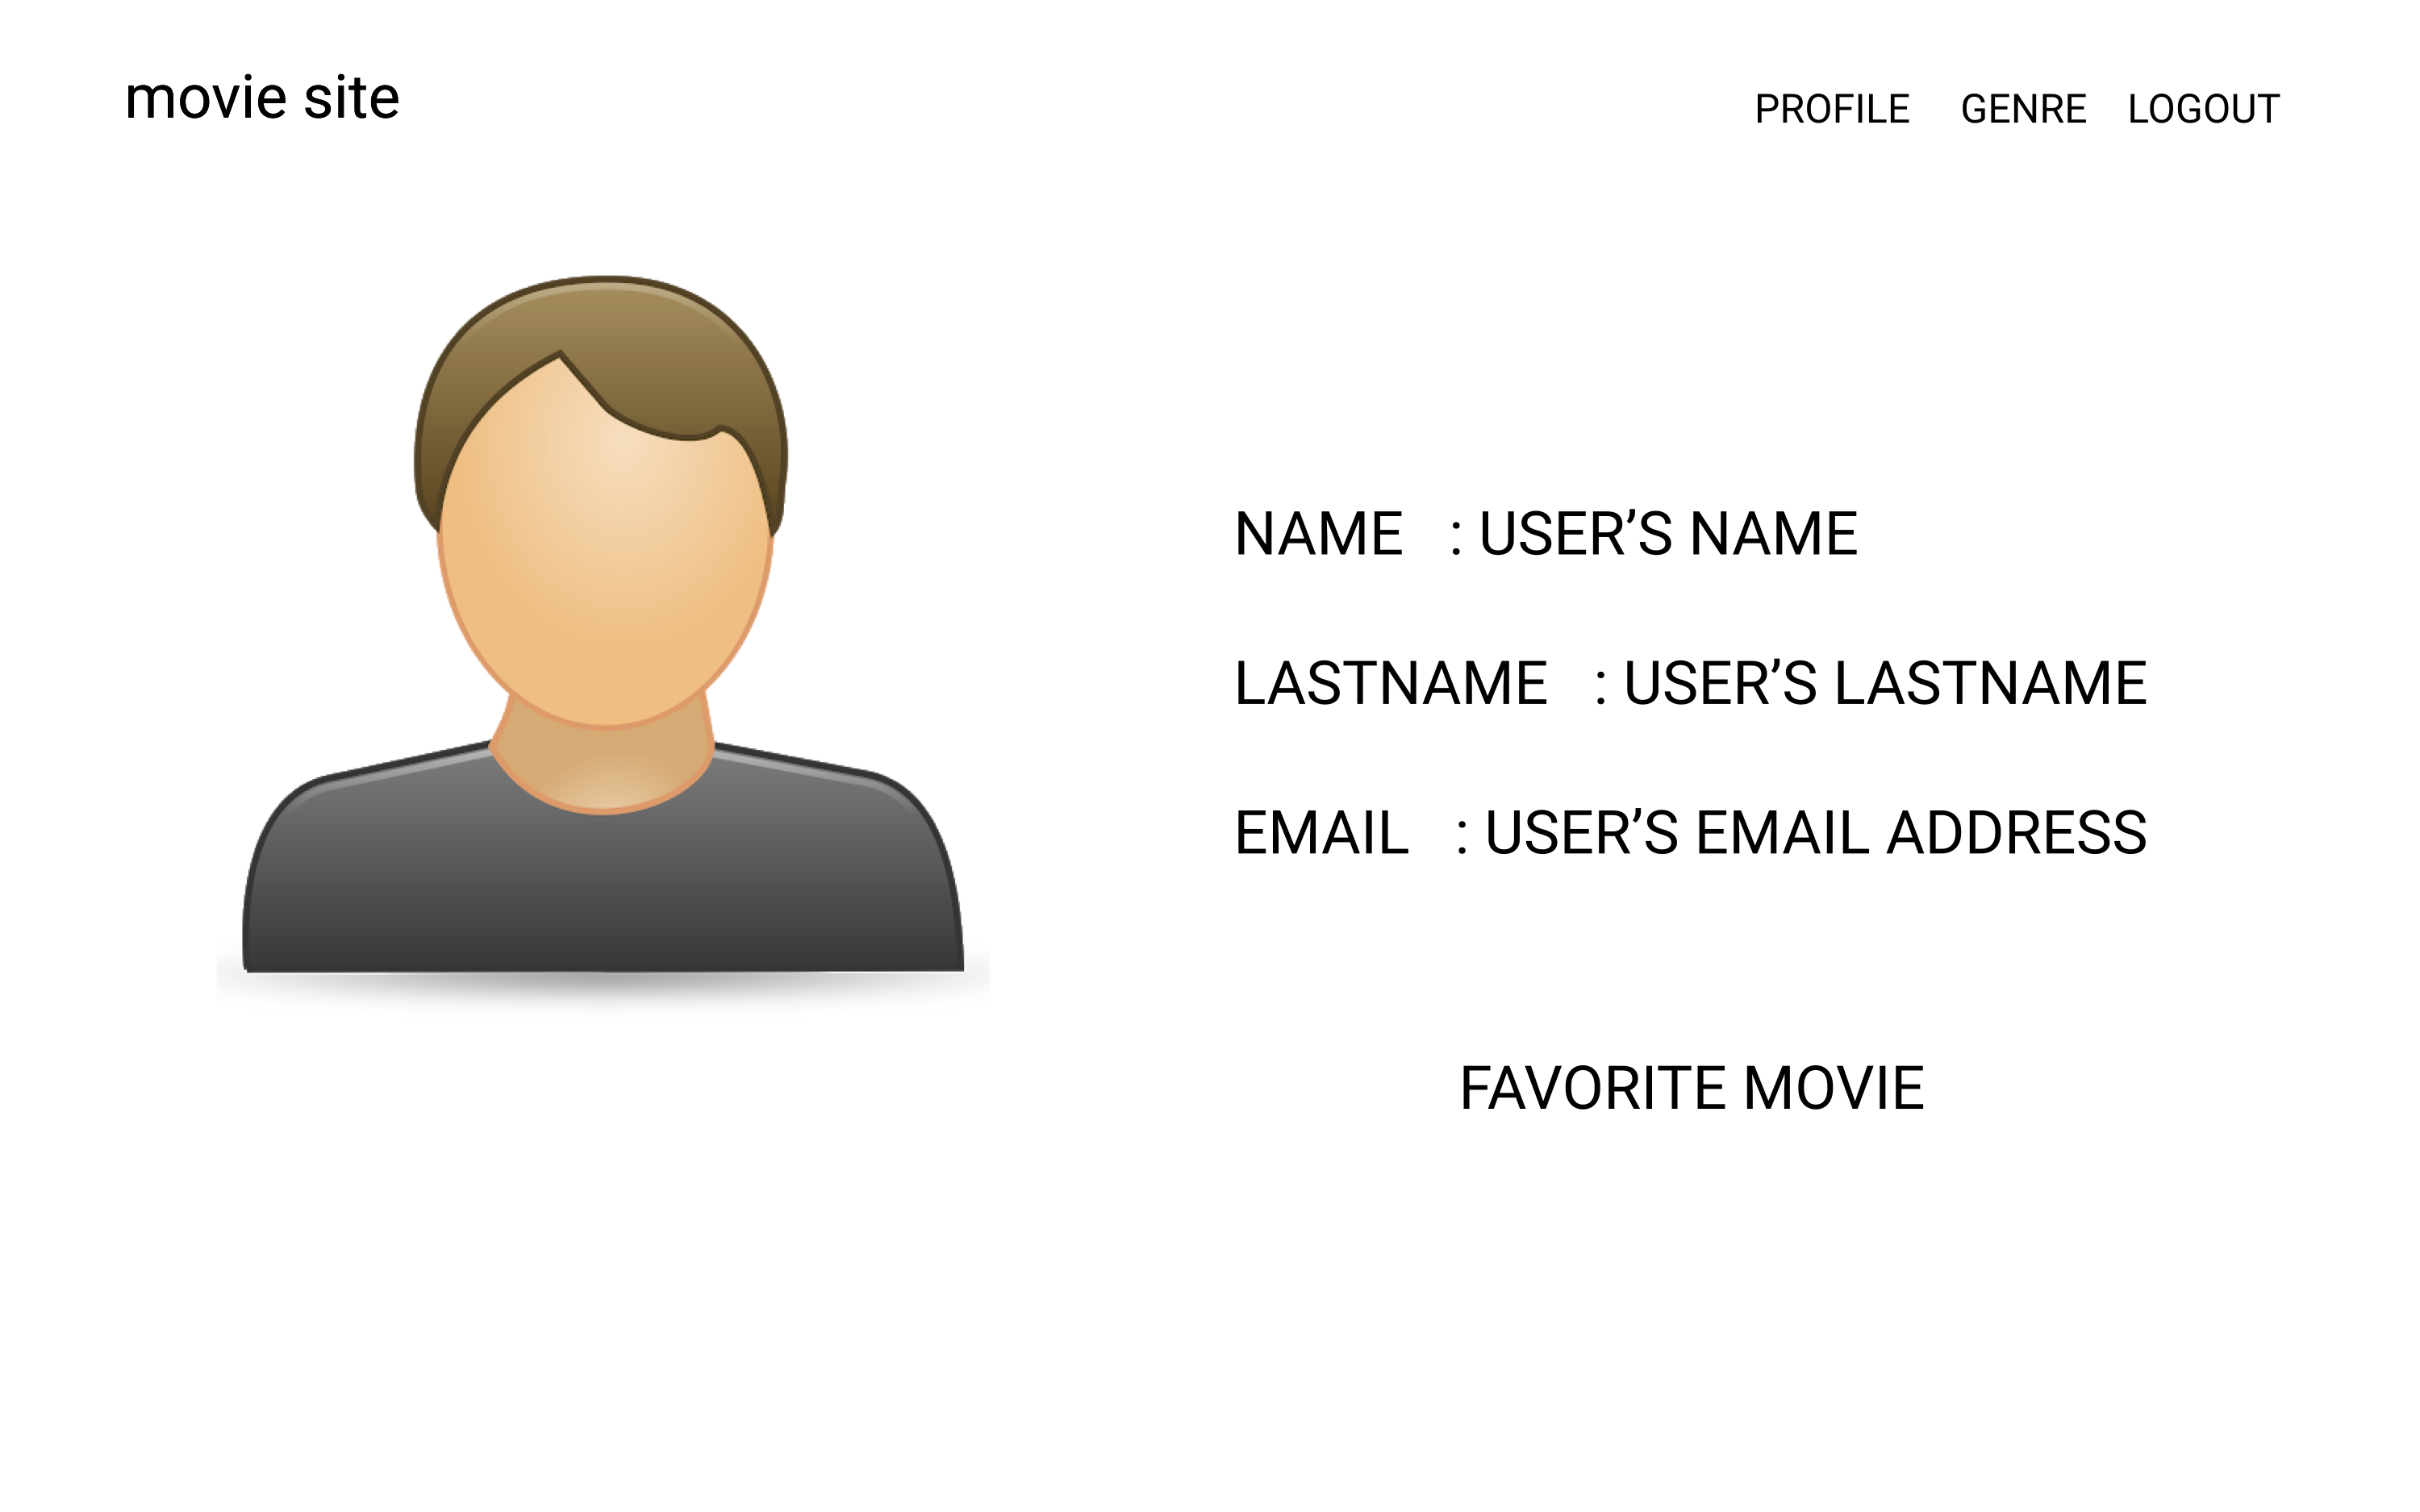 movie site
PROFILE GENRE LOGOUT
NAME : USER’S NAME
LASTNAME : USER’S LASTNAME
EMAIL : USER’S EMAIL ADDRESS
FAVORITE MOVIE